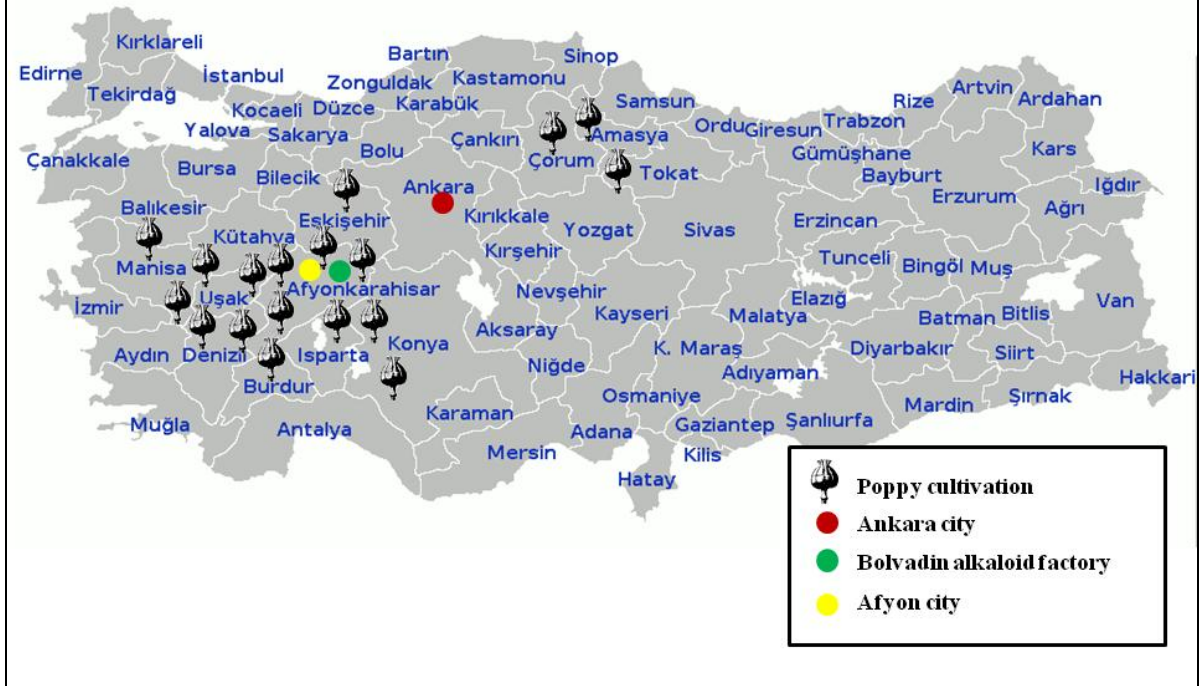 Kırklareli
Bartın
Sinop
Edirne
İstanbul
Zonguldak
Kastamonu
Artvin
Tekirdağ
Kocaeli
Düzce
Karabük
Samsun
Rize
Ardahan
Yalova
Sakarya
Çankırı
Amasya
Ordu
Giresun
Trabzon
Çanakkale
Bursa
Bolu
Çorum
Gümüşhane
Kars
Bilecik
Ankara
Tokat
Bayburt
Iğdır
Balıkesir
Eskişehir
Kırıkkale
Erzurum
Ağrı
Kütahya
Yozgat
Sivas
Erzincan
Manisa
Kırşehir
Tunceli
Bingöl
Muş
İzmir
Uşak
Afyonkarahisar
Nevşehir
Elazığ
Van
Aksaray
Kayseri
Malatya
Batman
Bitlis
Aydın
Denizli
Isparta
Konya
K. Maraş
Diyarbakır
Siirt
Burdur
Niğde
Adıyaman
Hakkari
Osmaniye
Mardin
Şırnak
Muğla
Antalya
Karaman
Adana
Gaziantep
Şanlıurfa
Mersin
Kilis
Hatay
Poppy cultivation
Ankara city
Bolvadin alkaloid factory
Afyon city